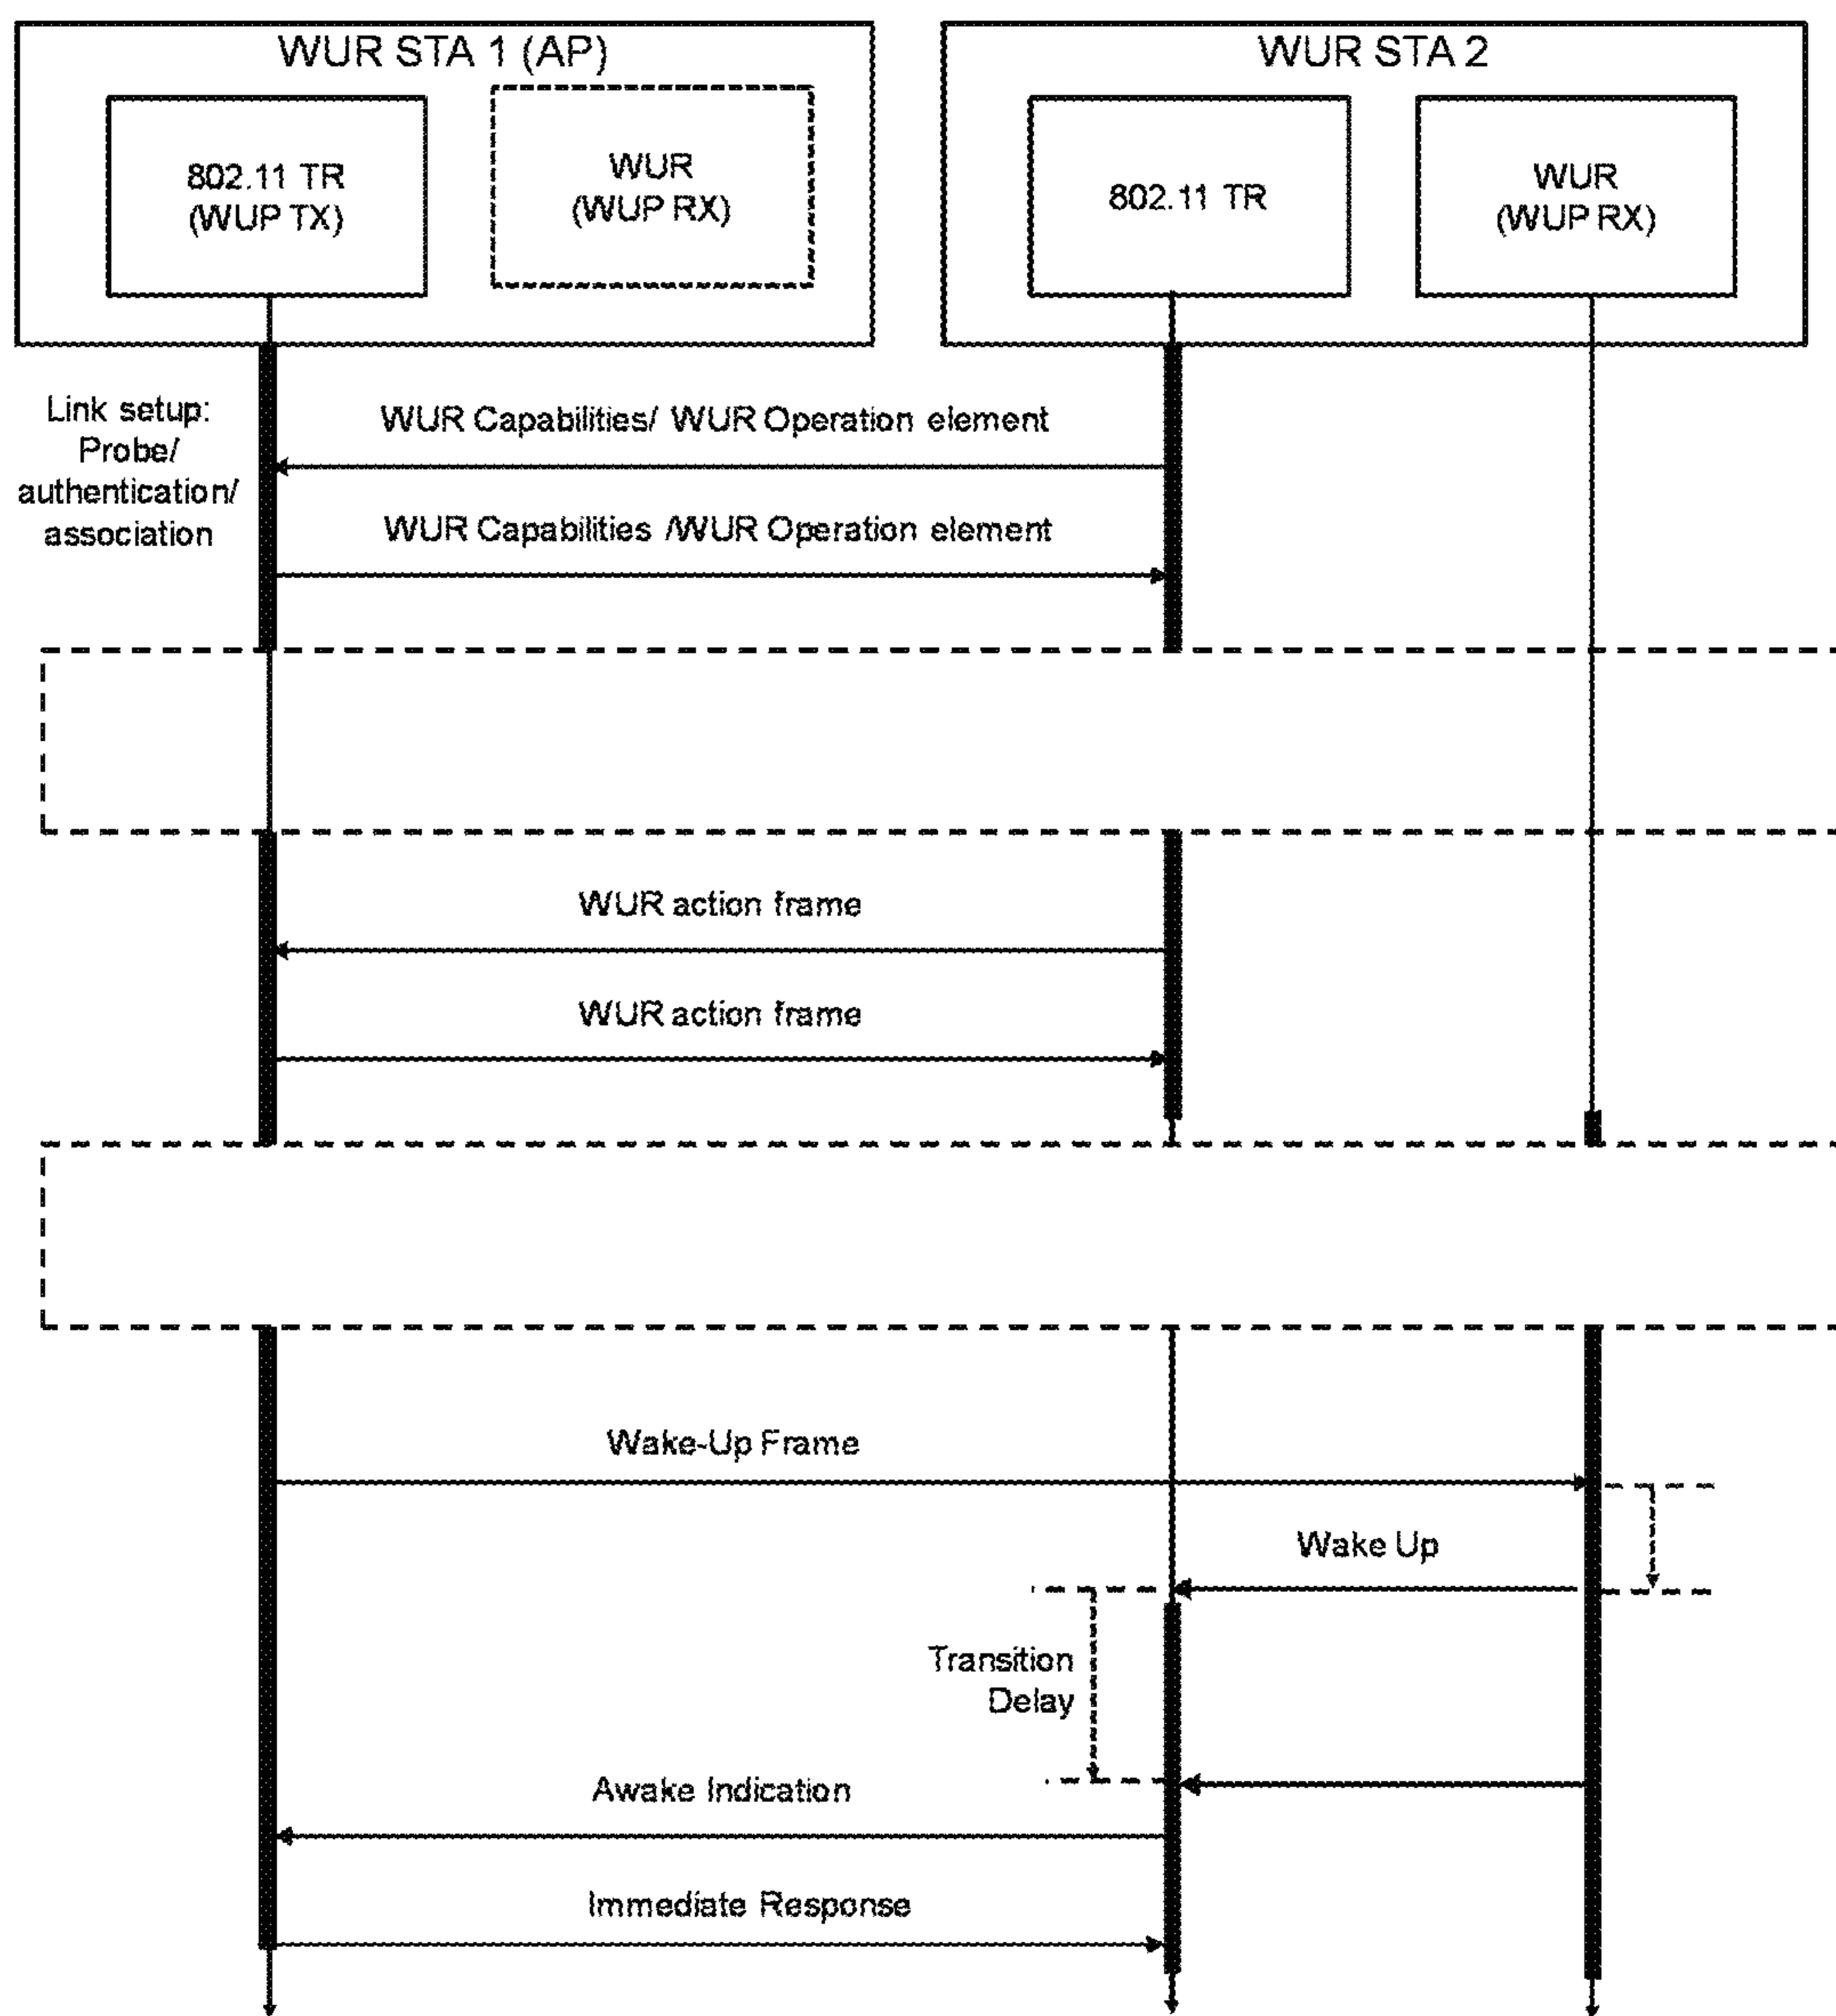 WUR STA 1 (AP)
802.11 TR
(WUP TX)
WUR
(WUP RX)
WUR STA 2
802.11 TR
WUR
(WUP RX)
Link setup:
Probe/
authentication/
association
WUR Capabilities/ WUR Operation element
WUR Capabilities /WUR Operation element
WUR action frame
WUR action frame
Wake-Up Frame
Wake Up
Transition
Delay
Awake Indication
Immediate Response